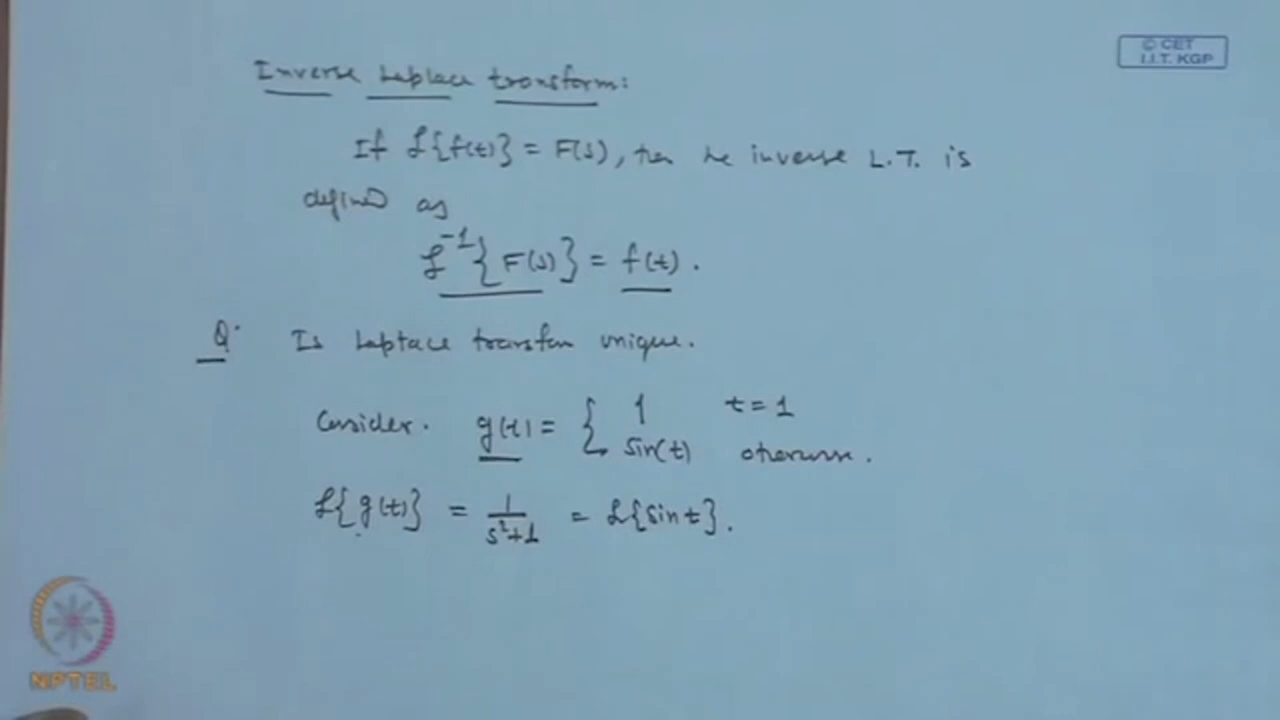 © CET
I.I.T. KGP
Inverse Laplace transform:
If ℒ{f(t)} = F(s), then the inverse L.T. is
defined as
ℒ⁻¹{F(s)} = f(t).
Q. Is Laplace transform unique.
Consider. g(t) = { 1 t = 1
sin(t) otherwise.
ℒ{g(t)} = 1/(s²+1) = ℒ{sin t}.
NPTEL